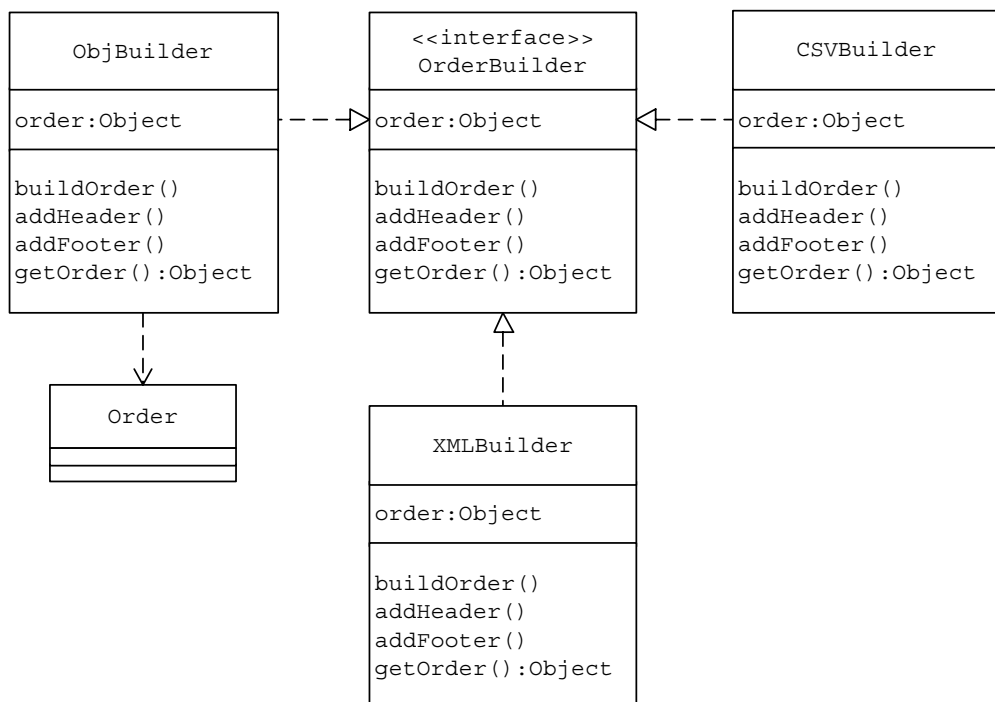 ObjBuilder
order:Object
buildOrder()
addHeader()
addFooter()
getOrder():Object
<<interface>>
OrderBuilder
order:Object
buildOrder()
addHeader()
addFooter()
getOrder():Object
CSVBuilder
order:Object
buildOrder()
addHeader()
addFooter()
getOrder():Object
Order
XMLBuilder
order:Object
buildOrder()
addHeader()
addFooter()
getOrder():Object